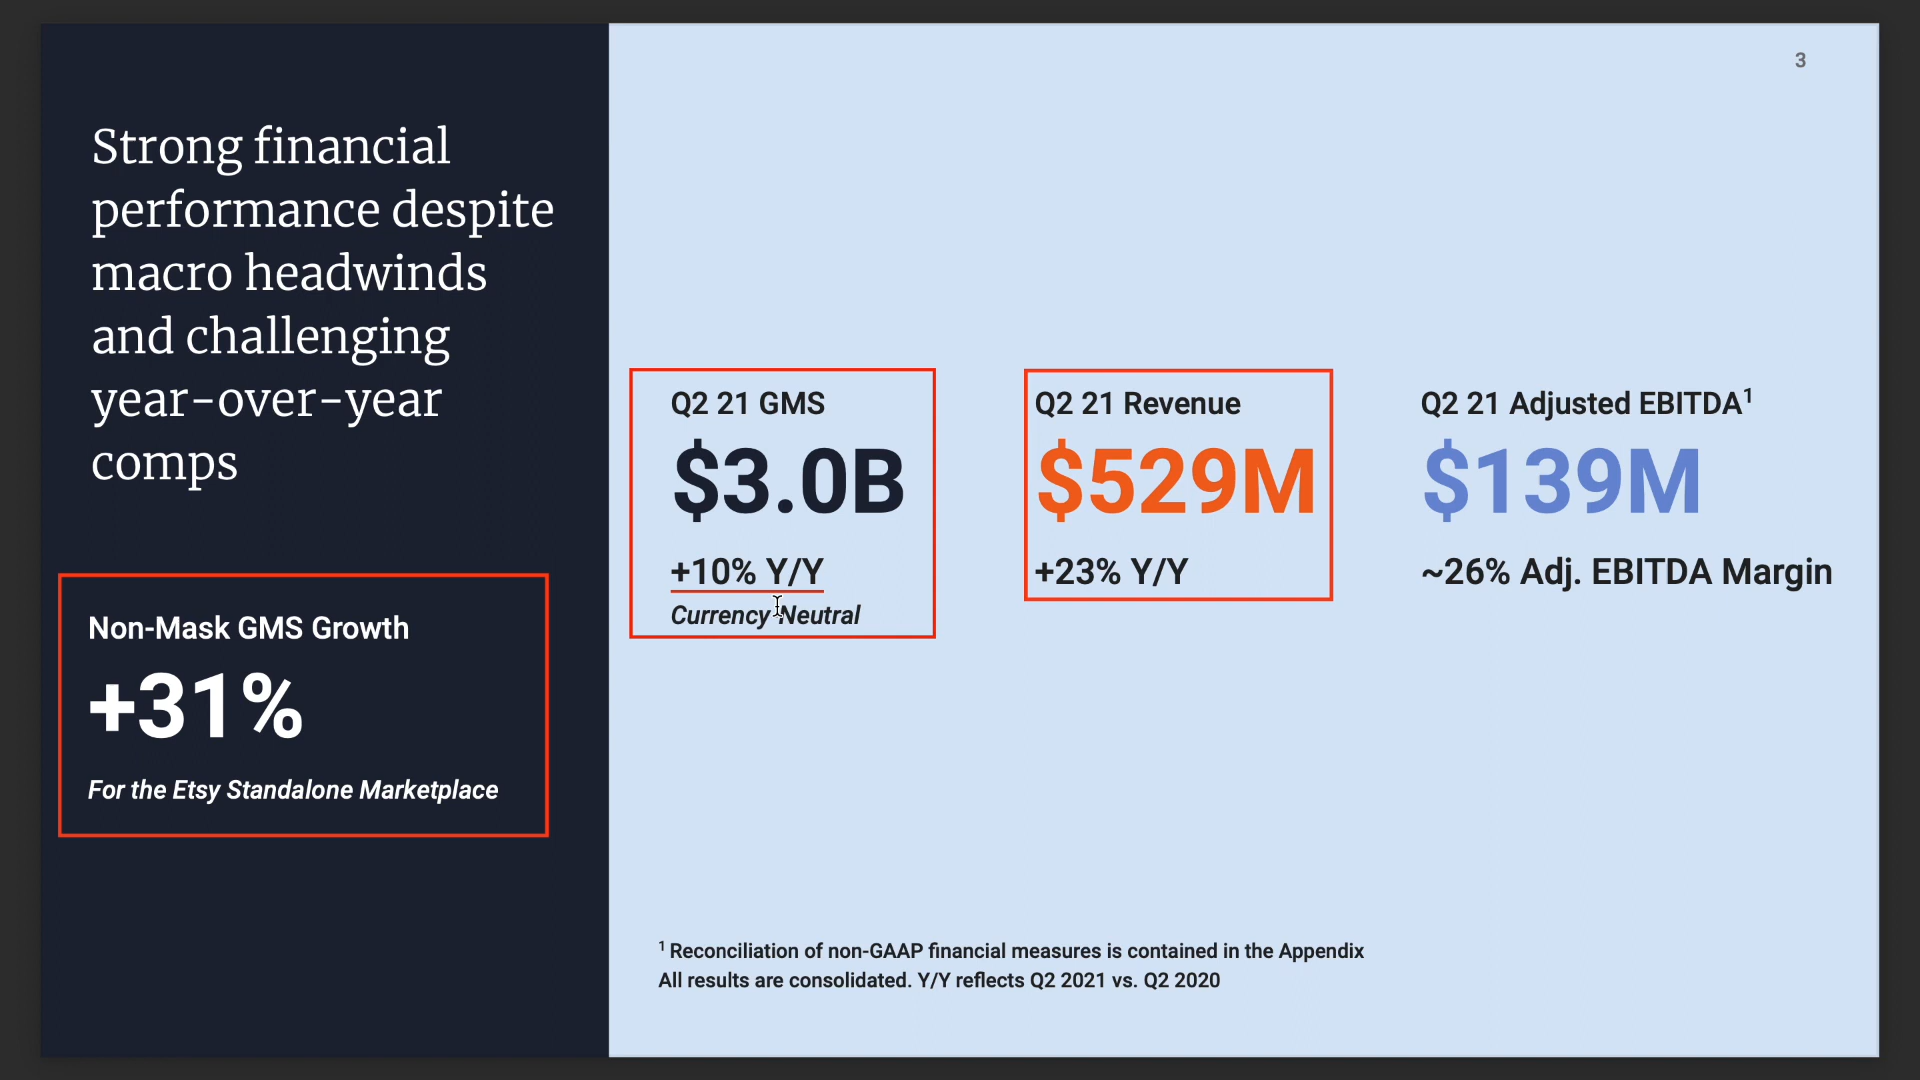 3
Strong financial
performance despite
macro headwinds
and challenging
year-over-year
comps
Non-Mask GMS Growth
+31%
For the Etsy Standalone Marketplace
Q2 21 GMS
$3.0B
+10% Y/Y
Currency Neutral
Q2 21 Revenue
$529M
+23% Y/Y
Q2 21 Adjusted EBITDA¹
$139M
~26% Adj. EBITDA Margin
¹ Reconciliation of non-GAAP financial measures is contained in the Appendix
All results are consolidated. Y/Y reflects Q2 2021 vs. Q2 2020